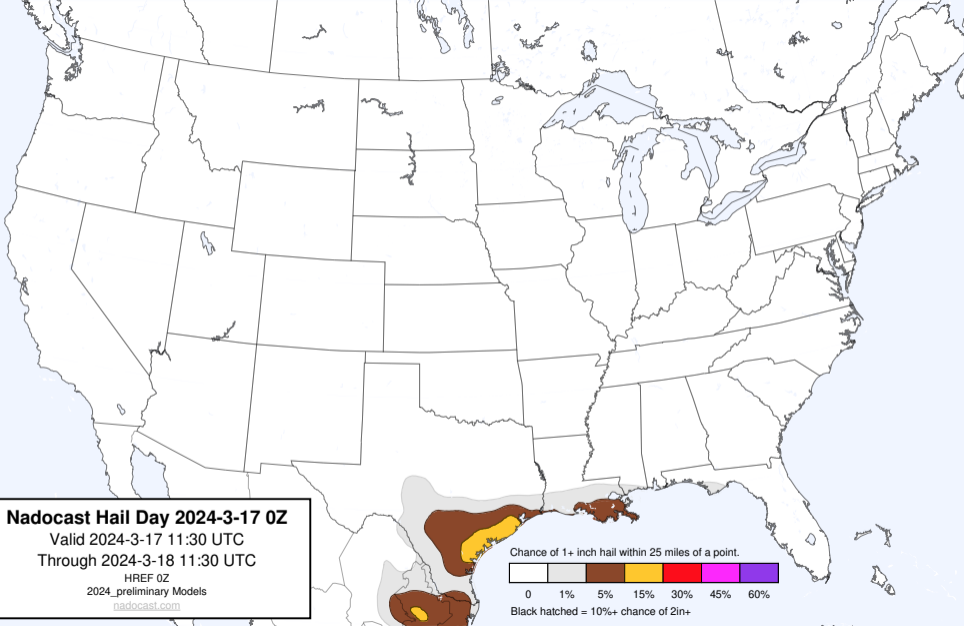 Nadocast Hail Day 2024-3-17 0Z
Valid 2024-3-17 11:30 UTC
Through 2024-3-18 11:30 UTC
HREF 0Z
2024_preliminary Models
nadocast.com
Chance of 1+ inch hail within 25 miles of a point.
0 1% 5% 15% 30% 45% 60%
Black hatched = 10%+ chance of 2in+